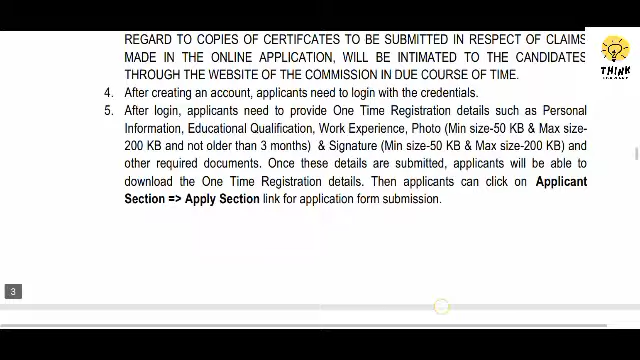 REGARD TO COPIES OF CERTIFCATES TO BE SUBMITTED IN RESPECT OF CLAIMS
MADE IN THE ONLINE APPLICATION, WILL BE INTIMATED TO THE CANDIDATES
THROUGH THE WEBSITE OF THE COMMISSION IN DUE COURSE OF TIME.
4. After creating an account, applicants need to login with the credentials.
5. After login, applicants need to provide One Time Registration details such as Personal
Information, Educational Qualification, Work Experience, Photo (Min size-50 KB & Max size-
200 KB and not older than 3 months) & Signature (Min size-50 KB & Max size-200 KB) and
and other required documents. Once these details are submitted, applicants will be able to
download the One Time Registration details. Then applicants can click on Applicant
Section => Apply Section link for application form submission.
3
THINK